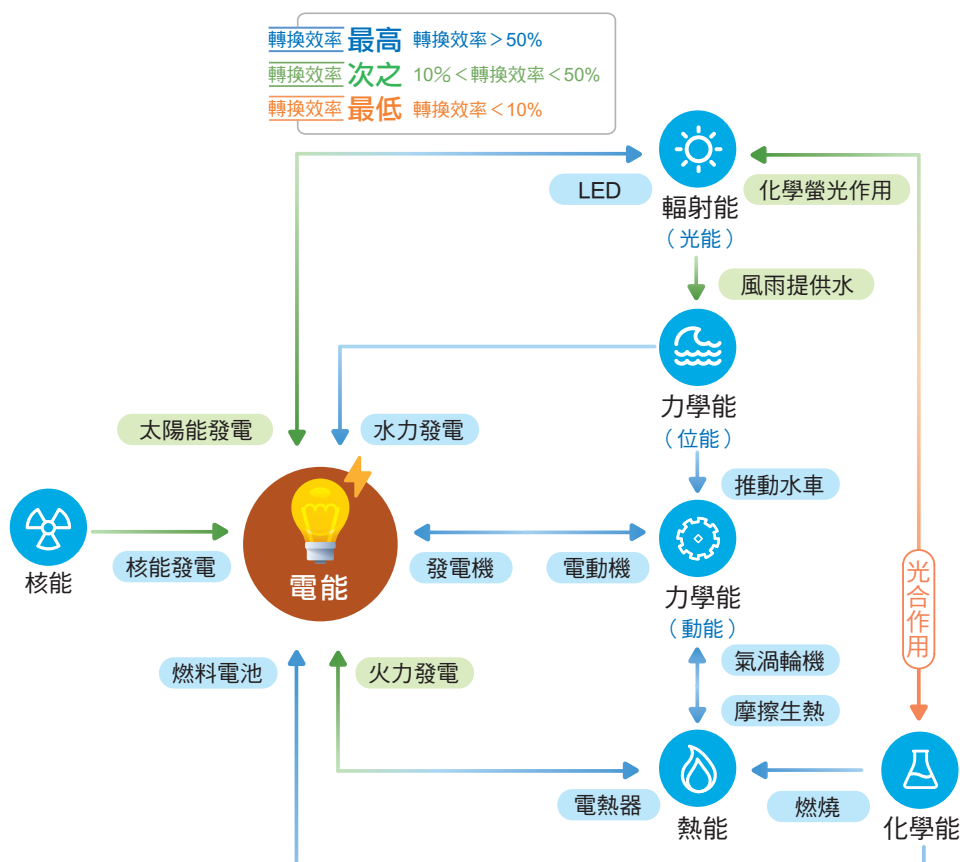 轉換效率 最高 轉換效率＞50%
轉換效率 次之 10%＜轉換效率＜50%
轉換效率 最低 轉換效率＜10%
LED
輻射能
（光能）
化學螢光作用
風雨提供水
力學能
（位能）
太陽能發電
水力發電
推動水車
核能
核能發電
電能
發電機
電動機
力學能
（動能）
光合作用
燃料電池
火力發電
氣渦輪機
摩擦生熱
電熱器
熱能
燃燒
化學能